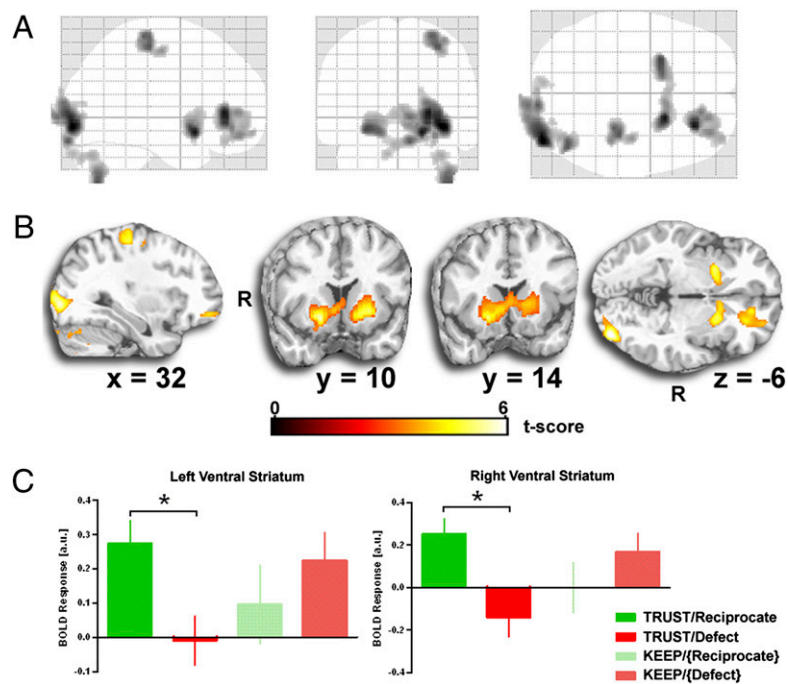 A
B
R
x = 32
y = 10
y = 14
R
z = -6
0
6
t-score
C
Left Ventral Striatum
*
BOLD Response [a.u.]
0.4
0.3
0.2
0.1
0.0
-0.1
Right Ventral Striatum
*
BOLD Response [a.u.]
0.4
0.2
0.0
-0.2
-0.4
TRUST/Reciprocate
TRUST/Defect
KEEP/{Reciprocate}
KEEP/{Defect}